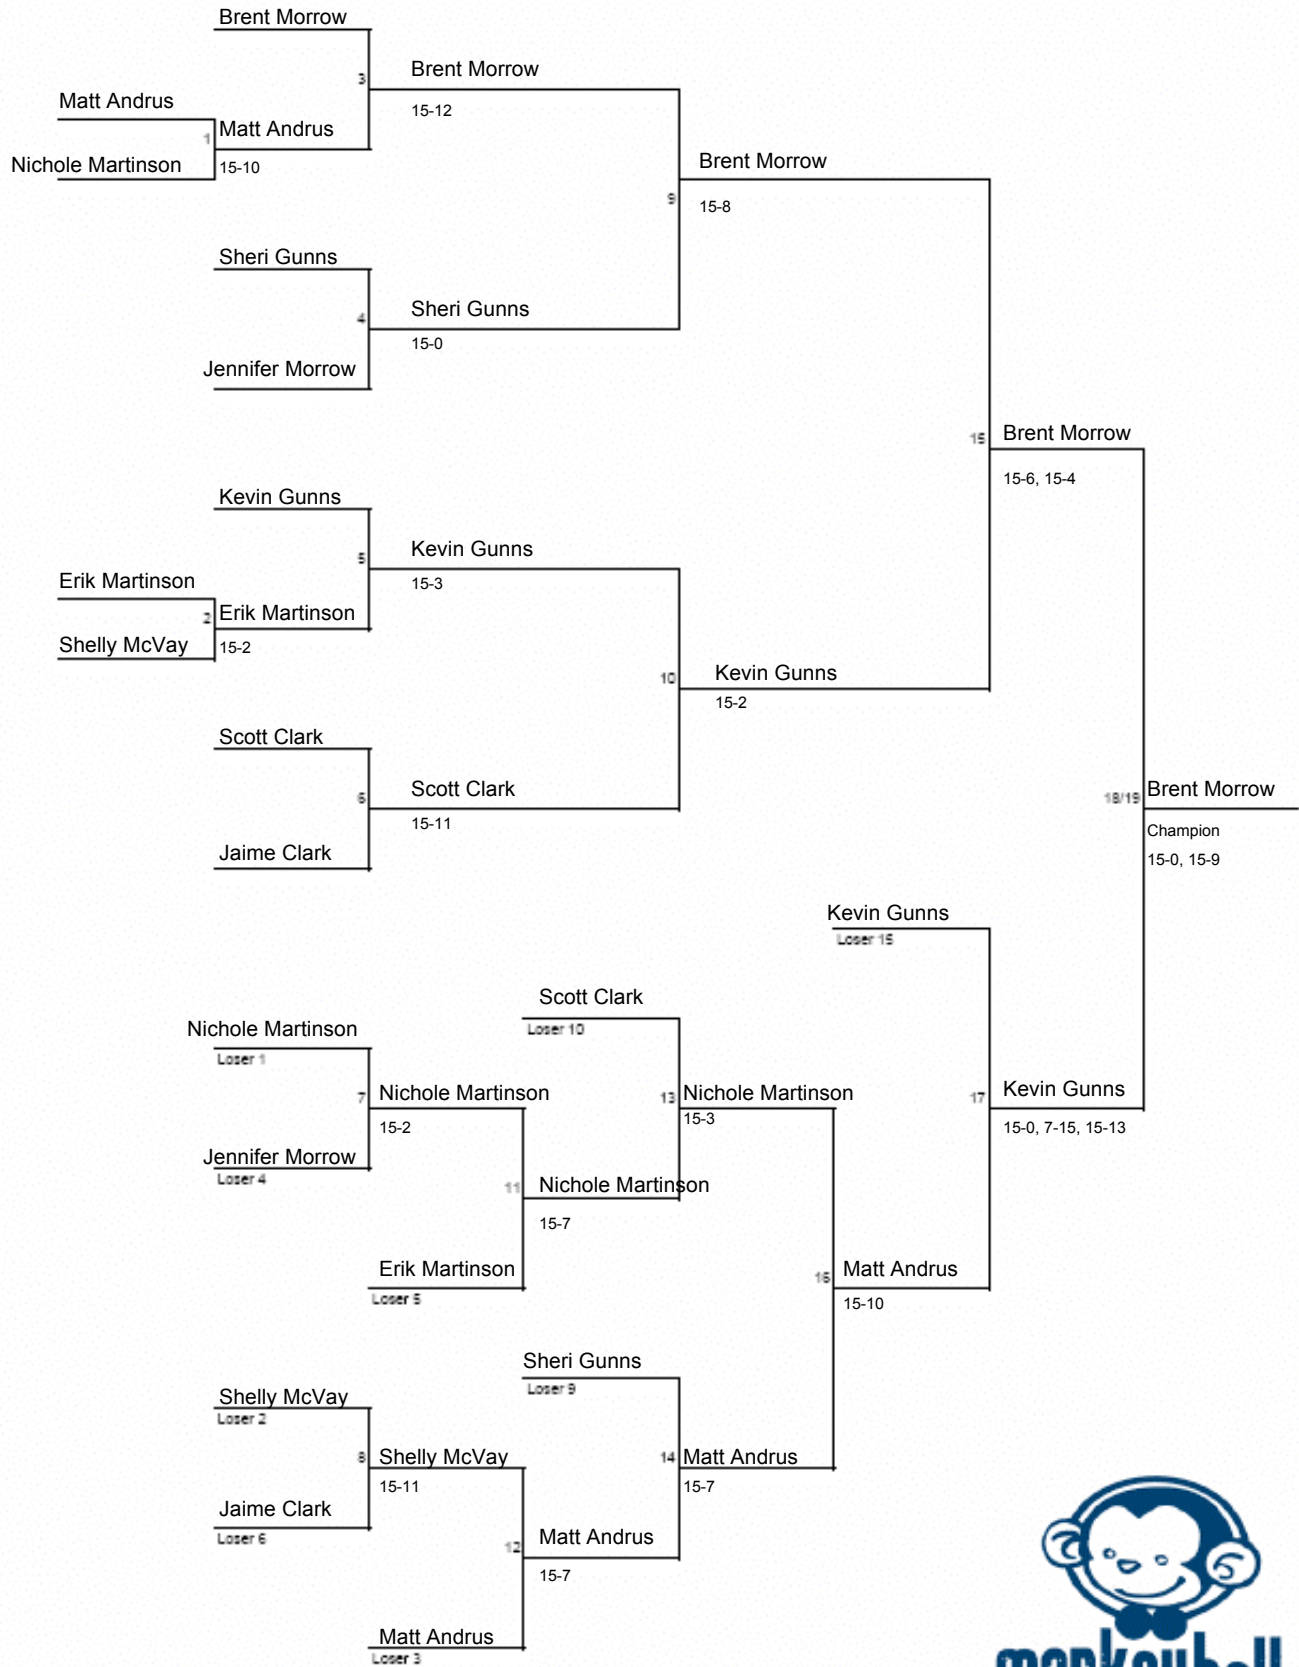 Brent Morrow
3
Brent Morrow
15-12
Matt Andrus
1
Matt Andrus
Nichole Martinson
15-10
Brent Morrow
9
15-8
Sheri Gunns
4
Sheri Gunns
15-0
Jennifer Morrow
15
Brent Morrow
15-6, 15-4
Kevin Gunns
5
Kevin Gunns
15-3
Erik Martinson
2
Erik Martinson
Shelly McVay
15-2
10
Kevin Gunns
15-2
Scott Clark
6
Scott Clark
15-11
Jaime Clark
18/19
Brent Morrow
Champion
15-0, 15-9
Kevin Gunns
Loser 15
Scott Clark
Loser 10
Nichole Martinson
Loser 1
7
Nichole Martinson
15-2
13
Nichole Martinson
15-3
17
Kevin Gunns
15-0, 7-15, 15-13
Jennifer Morrow
Loser 4
11
Nichole Martinson
15-7
Erik Martinson
Loser 5
16
Matt Andrus
15-10
Sheri Gunns
Loser 9
Shelly McVay
Loser 2
8
Shelly McVay
15-11
14
Matt Andrus
15-7
Jaime Clark
Loser 6
12
Matt Andrus
15-7
Matt Andrus
Loser 3